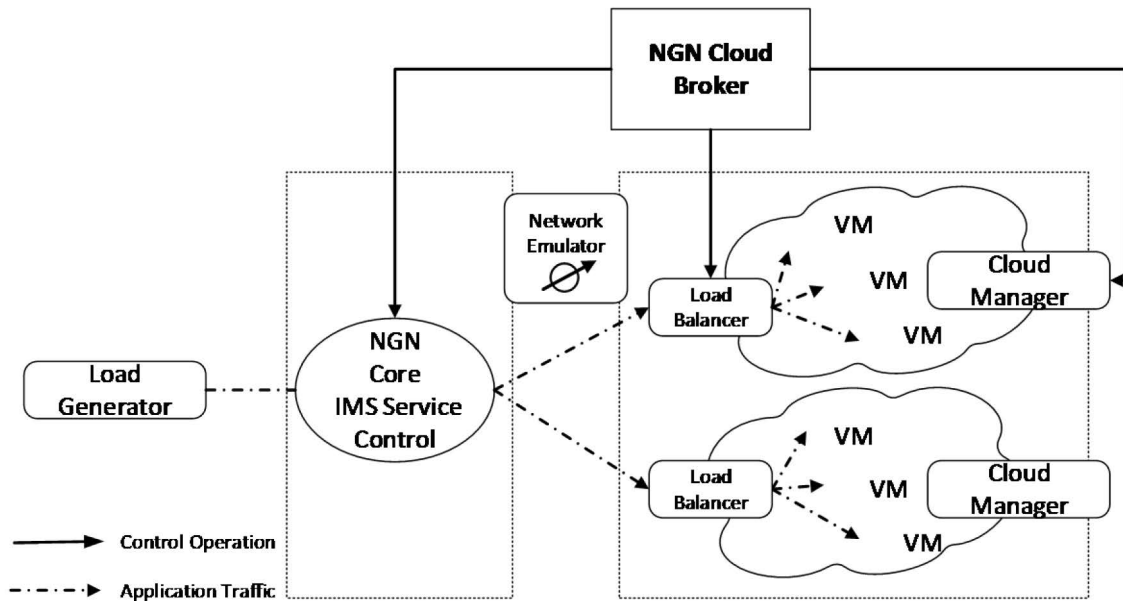 NGN Cloud
Broker
Network
Emulator
VM
VM
VM
Cloud
Manager
Load
Balancer
NGN
Core
IMS Service
Control
Load
Generator
VM
VM
VM
Cloud
Manager
Load
Balancer
Control Operation
Application Traffic